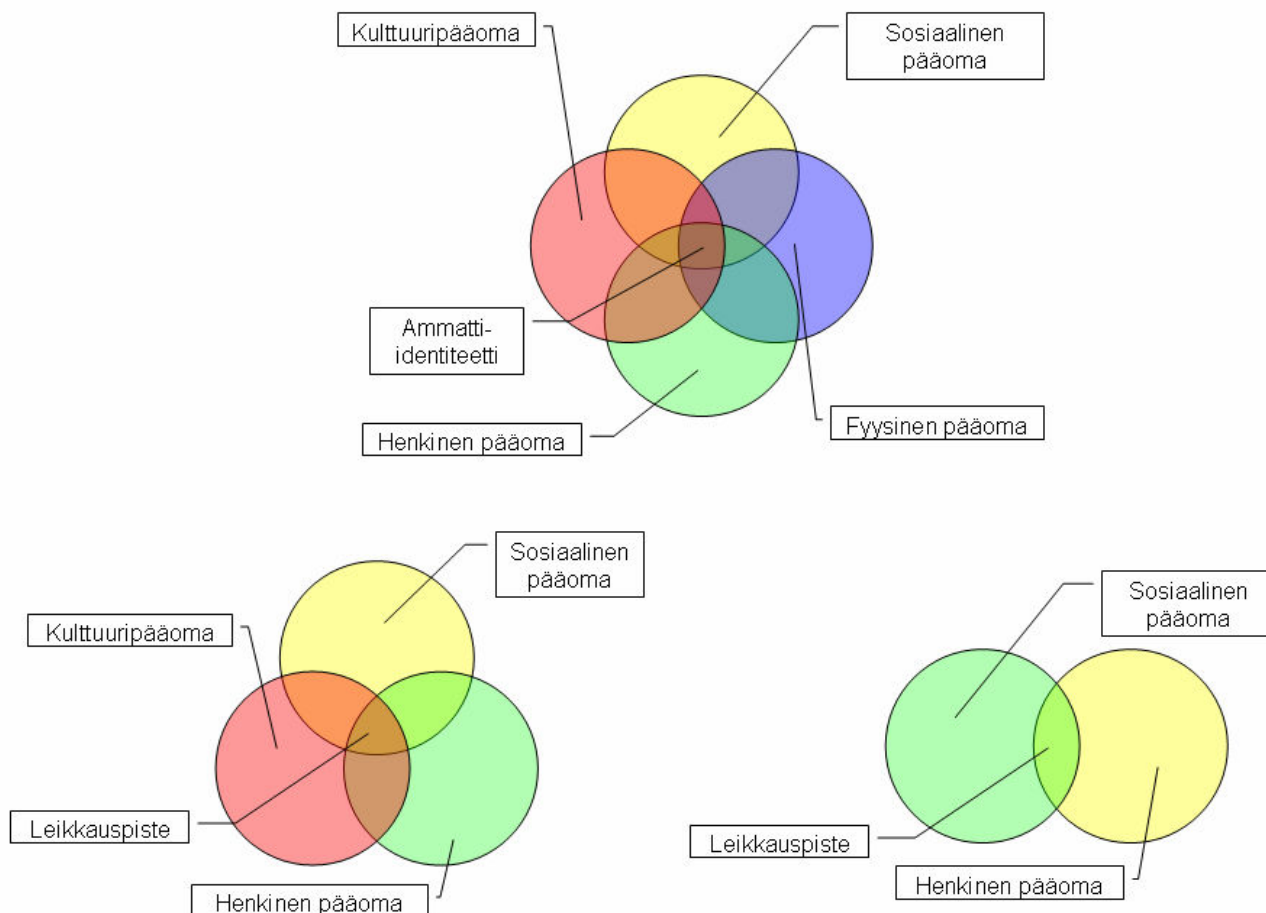 Kulttuuripääoma
Sosiaalinen
pääoma
Ammatti-
identiteetti
Henkinen pääoma
Fyysinen pääoma
Sosiaalinen
pääoma
Kulttuuripääoma
Leikkauspiste
Henkinen pääoma
Sosiaalinen
pääoma
Leikkauspiste
Henkinen pääoma